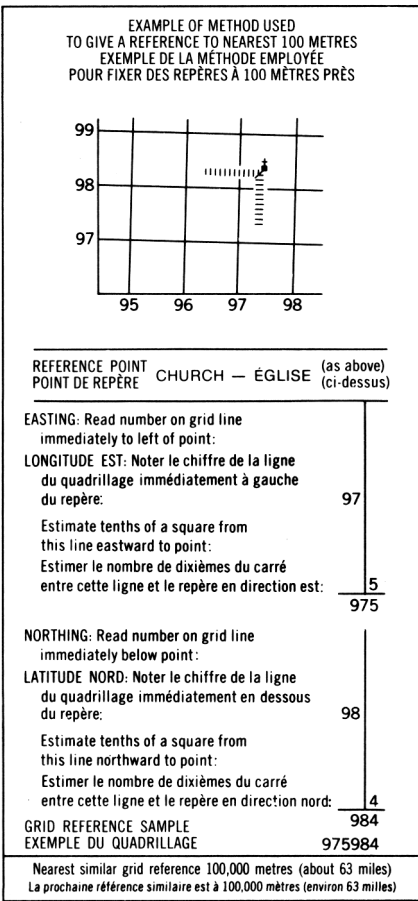 EXAMPLE OF METHOD USED
TO GIVE A REFERENCE TO NEAREST 100 METRES
EXEMPLE DE LA MÉTHODE EMPLOYÉE
POUR FIXER DES REPÈRES À 100 MÈTRES PRÈS
99
98
97
95 96 97 98
REFERENCE POINT
POINT DE REPÈRE
CHURCH — ÉGLISE
(as above)
(ci-dessus)
EASTING: Read number on grid line
immediately to left of point:
LONGITUDE EST: Noter le chiffre de la ligne
du quadrillage immédiatement à gauche
du repère: 97
Estimate tenths of a square from
this line eastward to point:
Estimer le nombre de dixièmes du carré
entre cette ligne et le repère en direction est: 5
975
NORTHING: Read number on grid line
immediately below point:
LATITUDE NORD: Noter le chiffre de la ligne
du quadrillage immédiatement en dessous
du repère: 98
Estimate tenths of a square from
this line northward to point:
Estimer le nombre de dixièmes du carré
entre cette ligne et le repère en direction nord: 4
984
GRID REFERENCE SAMPLE
EXEMPLE DU QUADRILLAGE 975984
Nearest similar grid reference 100,000 metres (about 63 miles)
La prochaine référence similaire est à 100,000 mètres (environ 63 milles)